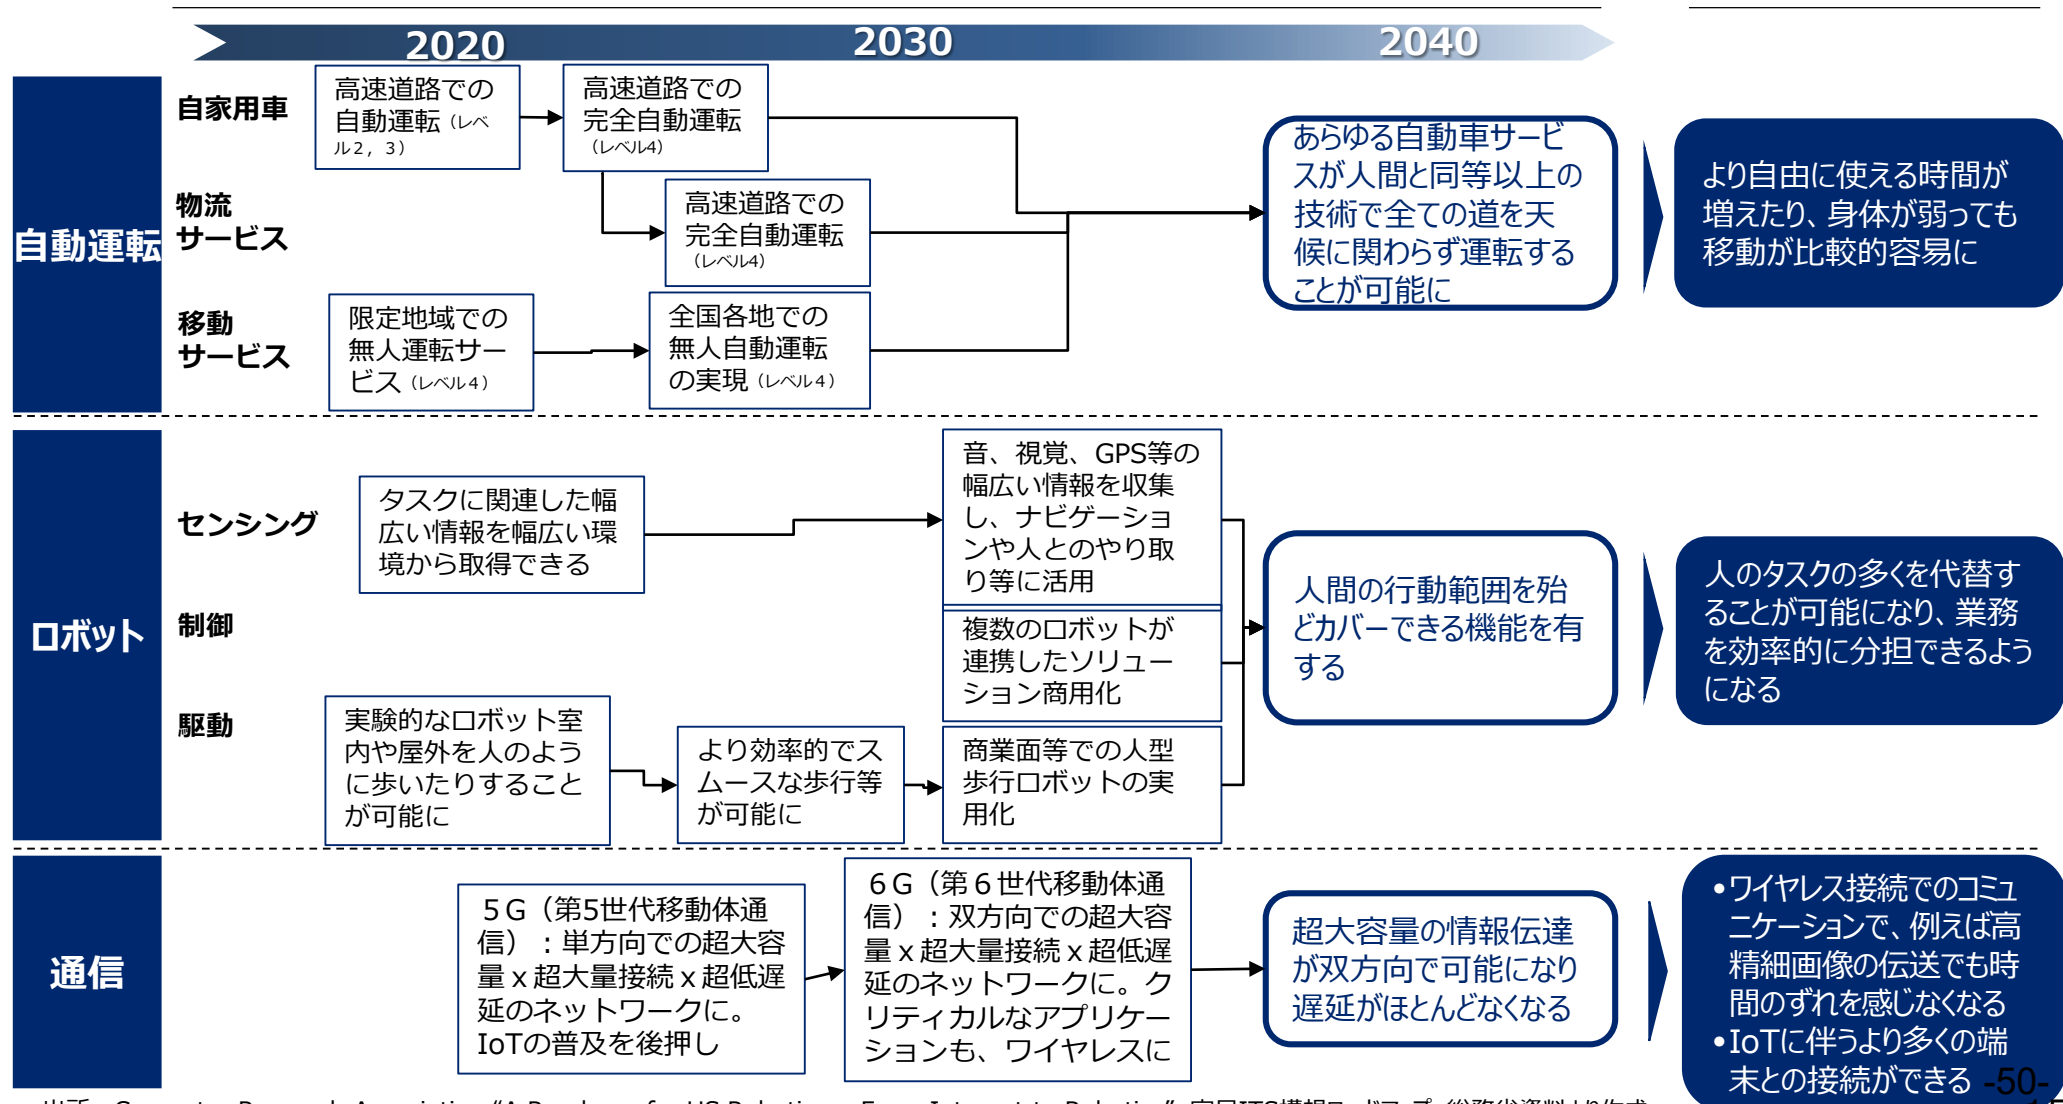 2020
2030
2040
自動運転
自家用車
高速道路での
自動運転（レベ
ル２，３）
高速道路での
完全自動運転
（レベル4）
物流
サービス
高速道路での
完全自動運転
（レベル4）
移動
サービス
限定地域での
無人運転サー
ビス（レベル４）
全国各地での
無人自動運転
の実現（レベル４）
あらゆる自動車サービ
スが人間と同等以上の
技術で全ての道を天
候に関わらず運転する
ことが可能に
より自由に使える時間が
増えたり、身体が弱っても
移動が比較的容易に
ロボット
センシング
タスクに関連した幅
広い情報を幅広い環
境から取得できる
音、視覚、GPS等の
幅広い情報を収集
し、ナビゲーショ
ンや人とのやり取
り等に活用
制御
複数のロボットが
連携したソリュー
ション商用化
駆動
実験的なロボット室
内や屋外を人のよう
に歩いたりすること
が可能に
より効率的でス
ムースな歩行等
が可能に
商業面等での人型
歩行ロボットの実
用化
人間の行動範囲を殆
どカバーできる機能を有
する
人のタスクの多くを代替す
ることが可能になり、業務
を効率的に分担できるよう
になる
通信
５G（第5世代移動体通
信）：単方向での超大容
量ｘ超大量接続ｘ超低遅
延のネットワークに。
IoTの普及を後押し
６G（第６世代移動体通
信）：双方向での超大容
量ｘ超大量接続ｘ超低遅
延のネットワークに。ク
リティカルなアプリケー
ションも、ワイヤレスに
超大容量の情報伝達
が双方向で可能になり
遅延がほとんどなくなる
•ワイヤレス接続でのコミュ
ニケーションで、例えば高
精細画像の伝送でも時
間のずれを感じなくなる
•IoTに伴うより多くの端
末との接続ができる
-50-